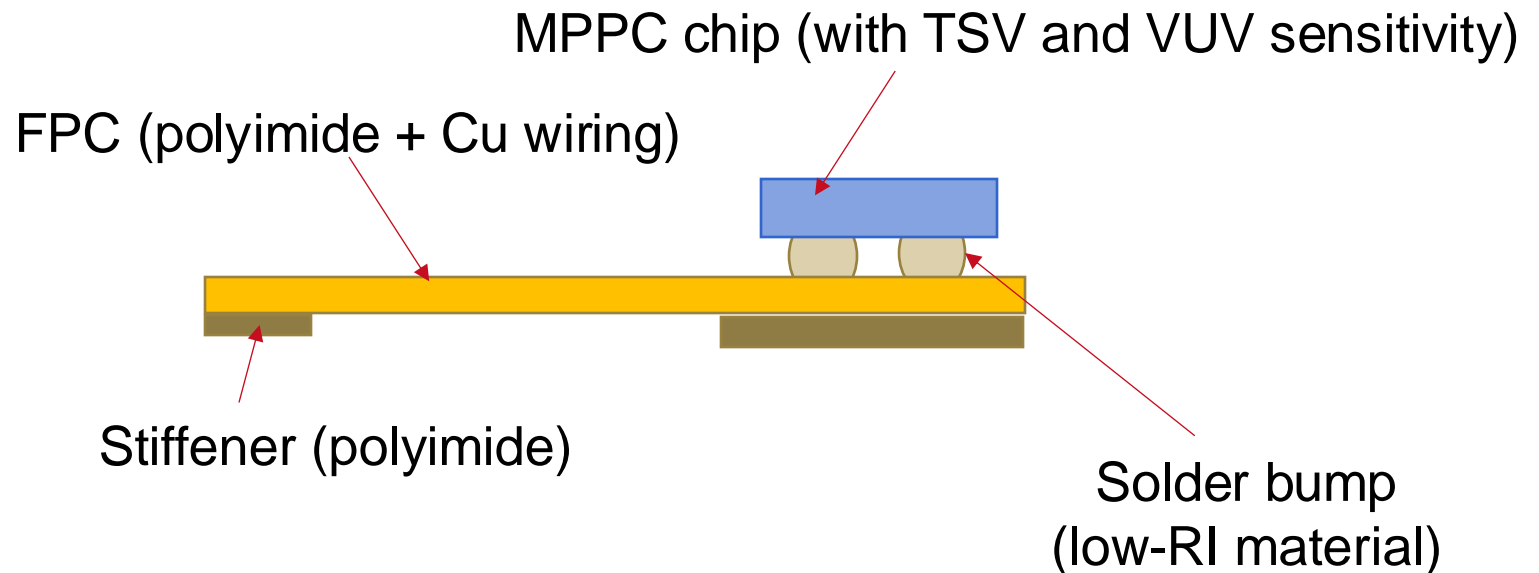 MPPC chip (with TSV and VUV sensitivity)
FPC (polyimide + Cu wiring)
Stiffener (polyimide)
Solder bump
(low-RI material)